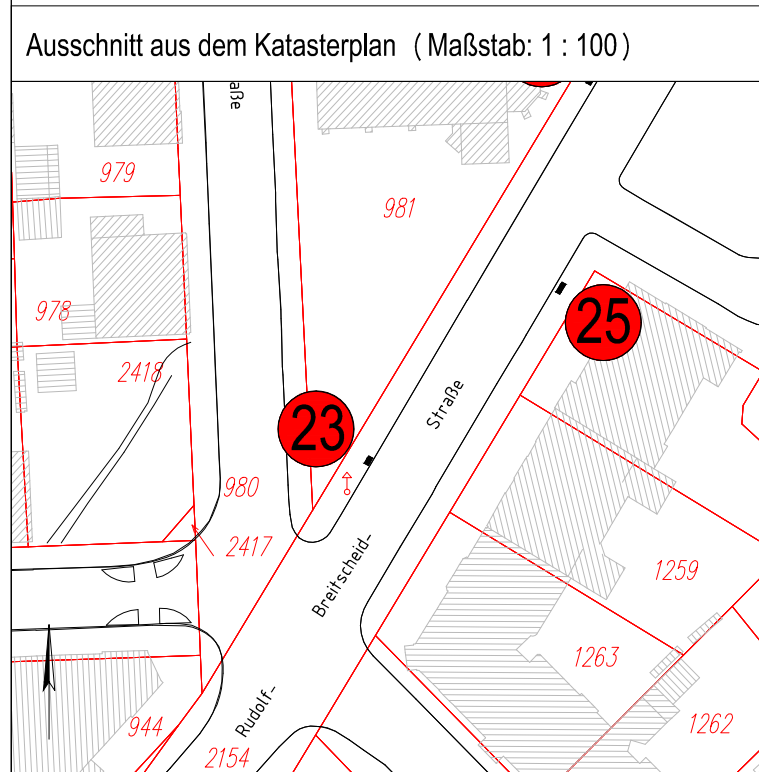 Ausschnitt aus dem Katasterplan (Maßstab: 1 : 100)
aße
979
981
978
25
2418
Straße
23
980
2417
Breitscheid-
1259
1263
Rudolf-
944
1262
2154